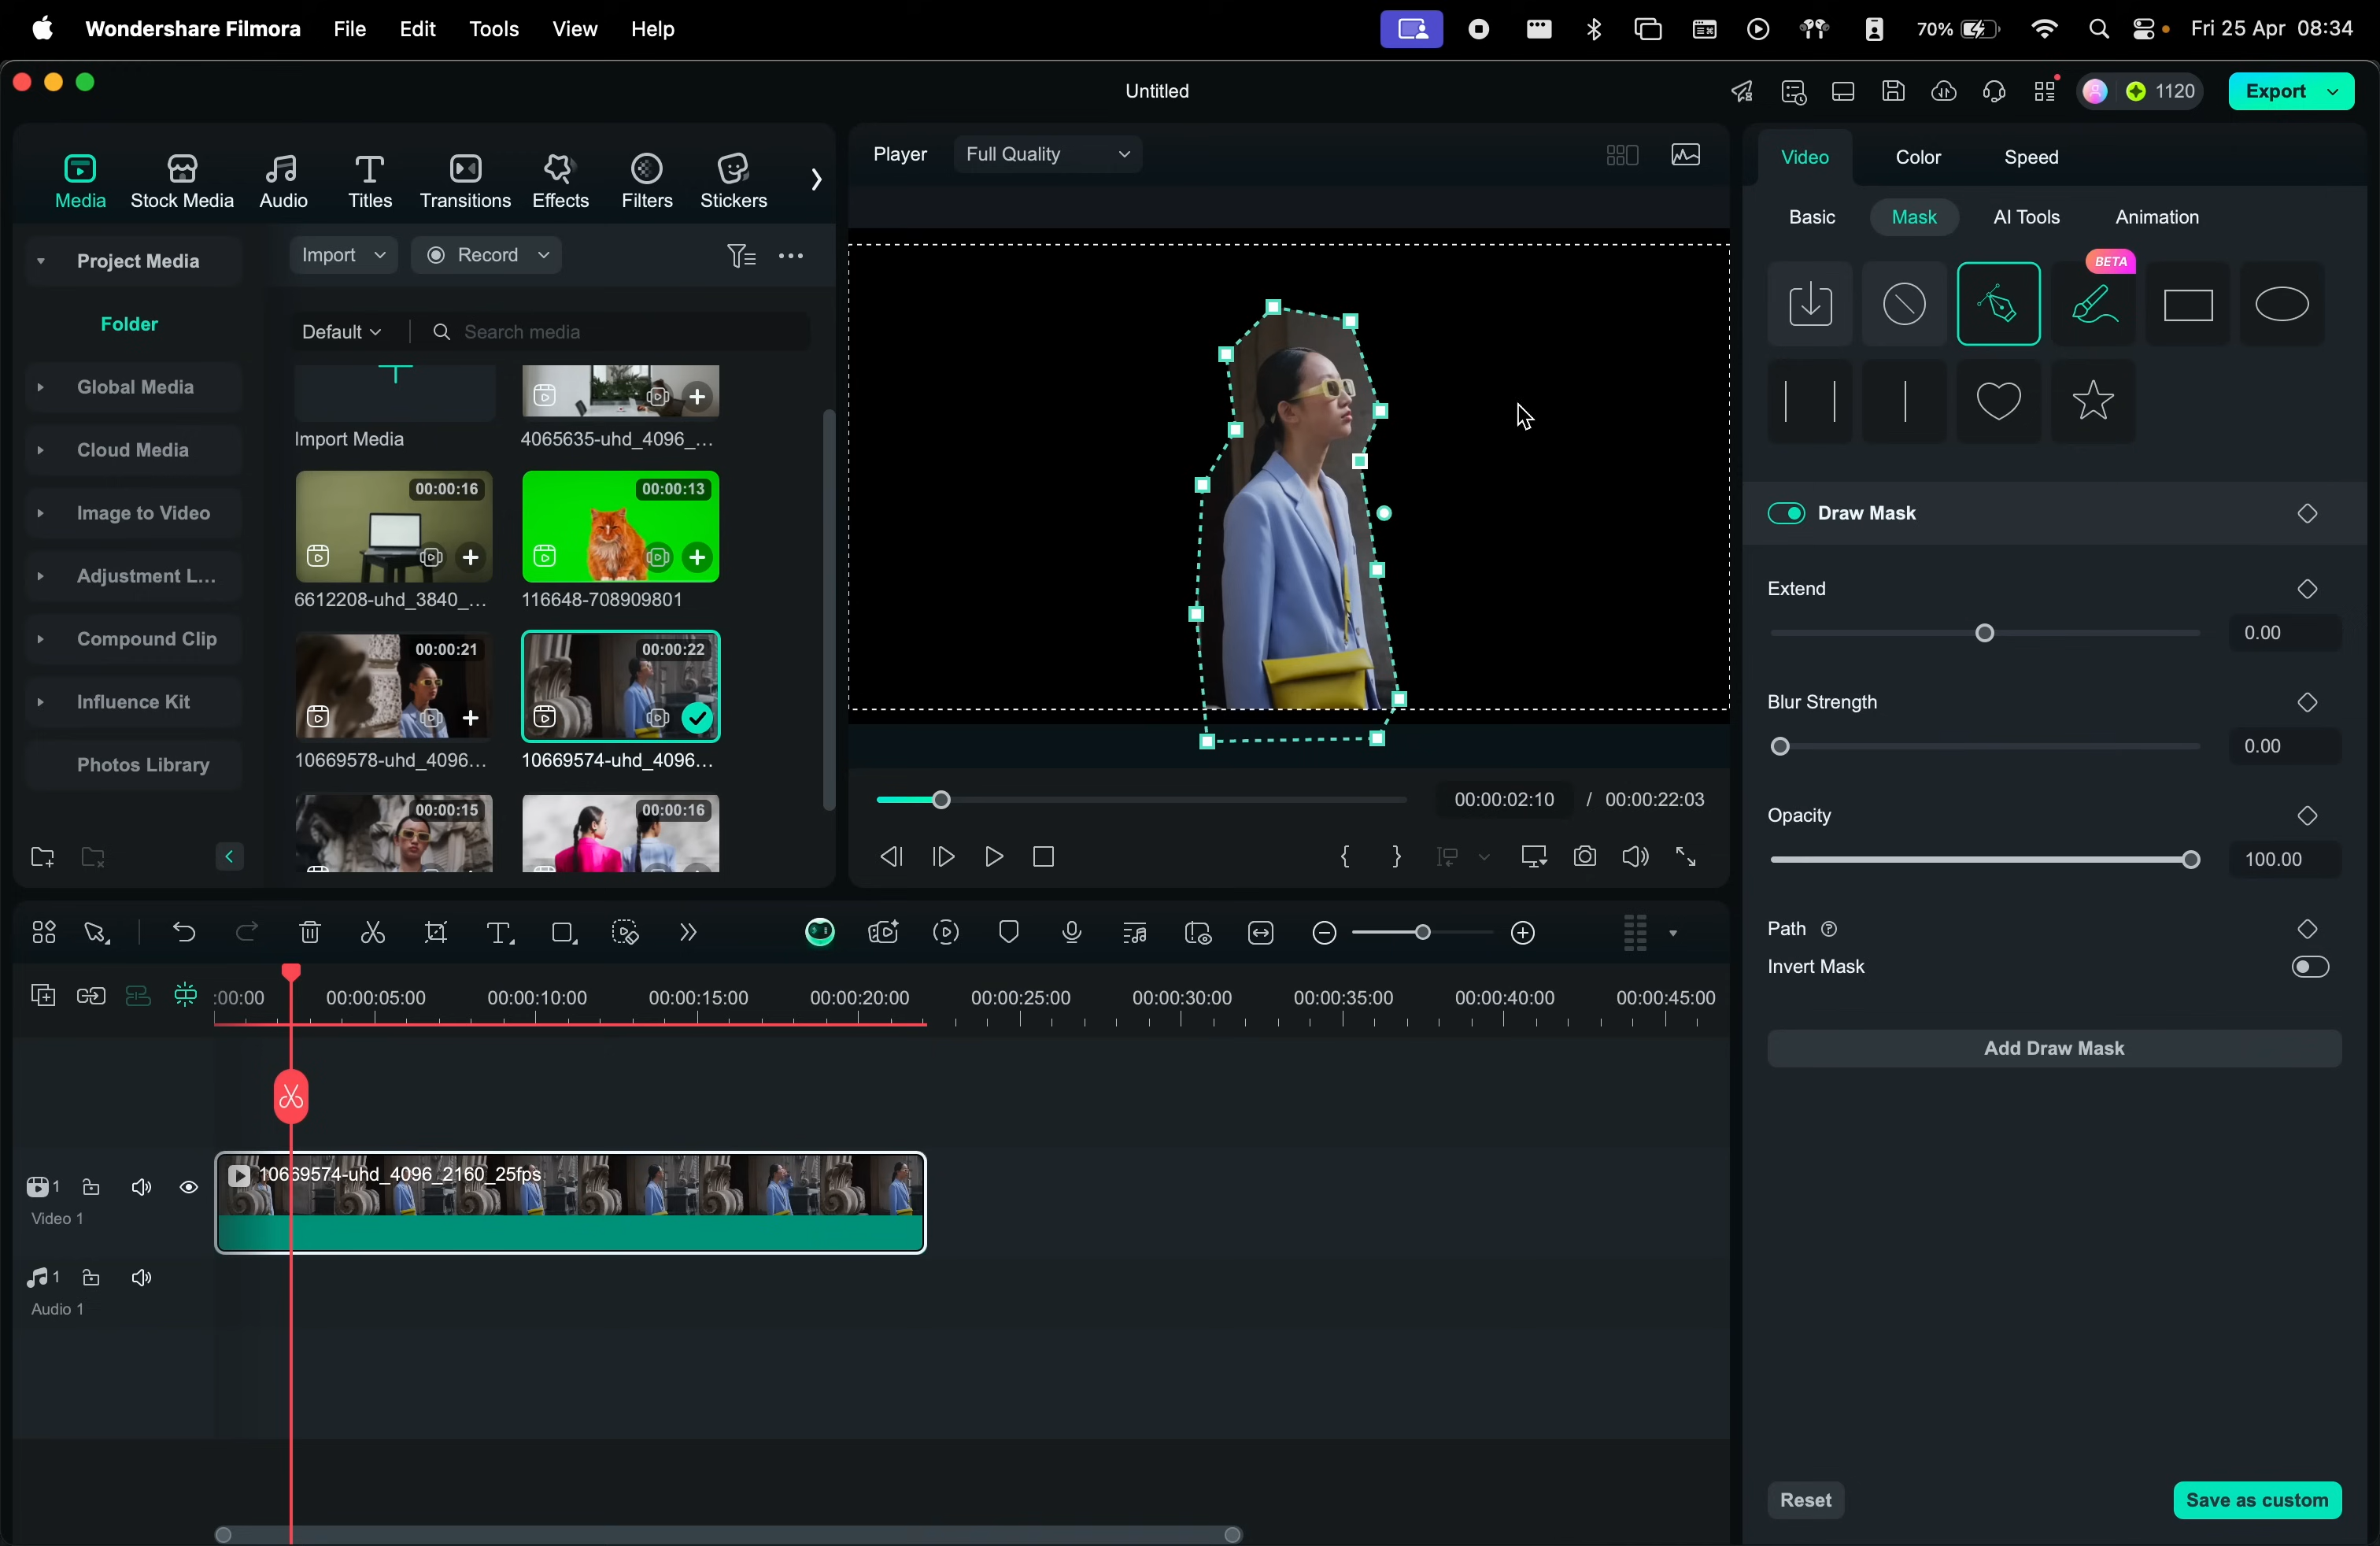 Wondershare Filmora File Edit Tools View Help 70% Fri 25 Apr 08:34
Untitled 1120 Export
Media Stock Media Audio Titles Transitions Effects Filters Stickers
Project Media
Folder
Global Media
Cloud Media
Image to Video
Adjustment L...
Compound Clip
Influence Kit
Photos Library
Import Record
Default Search media
Import Media 4065635-uhd_4096_...
00:00:16 00:00:13
6612208-uhd_3840_... 116648-708909801
00:00:21 00:00:22
10669578-uhd_4096... 10669574-uhd_4096...
00:00:15 00:00:16
Player Full Quality
00:00:02:10 / 00:00:22:03
Video Color Speed
Basic Mask AI Tools Animation
BETA
Draw Mask
Extend
0.00
Blur Strength
0.00
Opacity
100.00
Path
Invert Mask
Add Draw Mask
Reset Save as custom
:00:00 00:00:05:00 00:00:10:00 00:00:15:00 00:00:20:00 00:00:25:00 00:00:30:00 00:00:35:00 00:00:40:00 00:00:45:00
10669574-uhd_4096_2160_25fps
1
Video 1
1
Audio 1